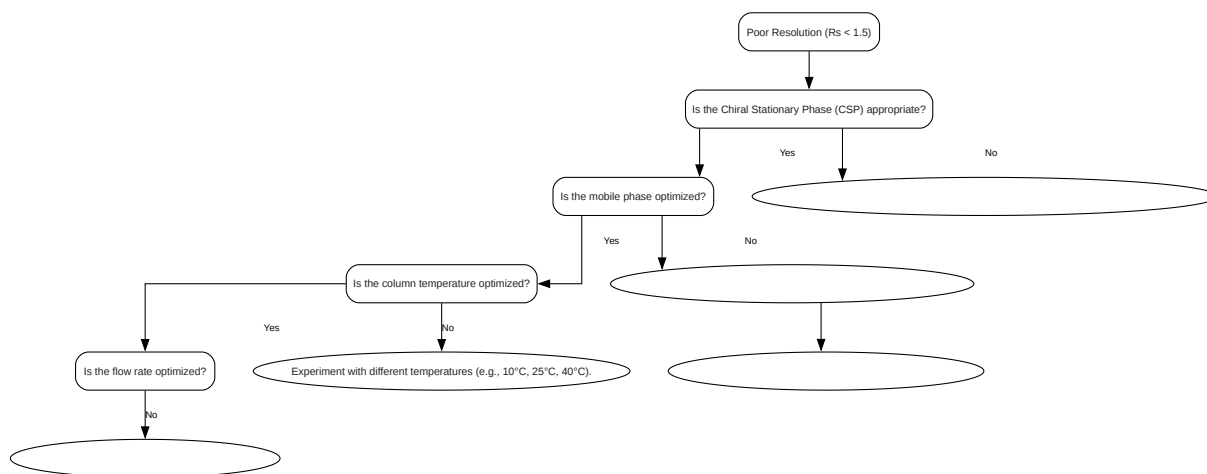 Poor Resolution (Rs < 1.5)
Is the Chiral Stationary Phase (CSP) appropriate?
Yes
No
Is the mobile phase optimized?
Yes
No
Is the column temperature optimized?
Yes
No
Is the flow rate optimized?
Experiment with different temperatures (e.g., 10°C, 25°C, 40°C).
No